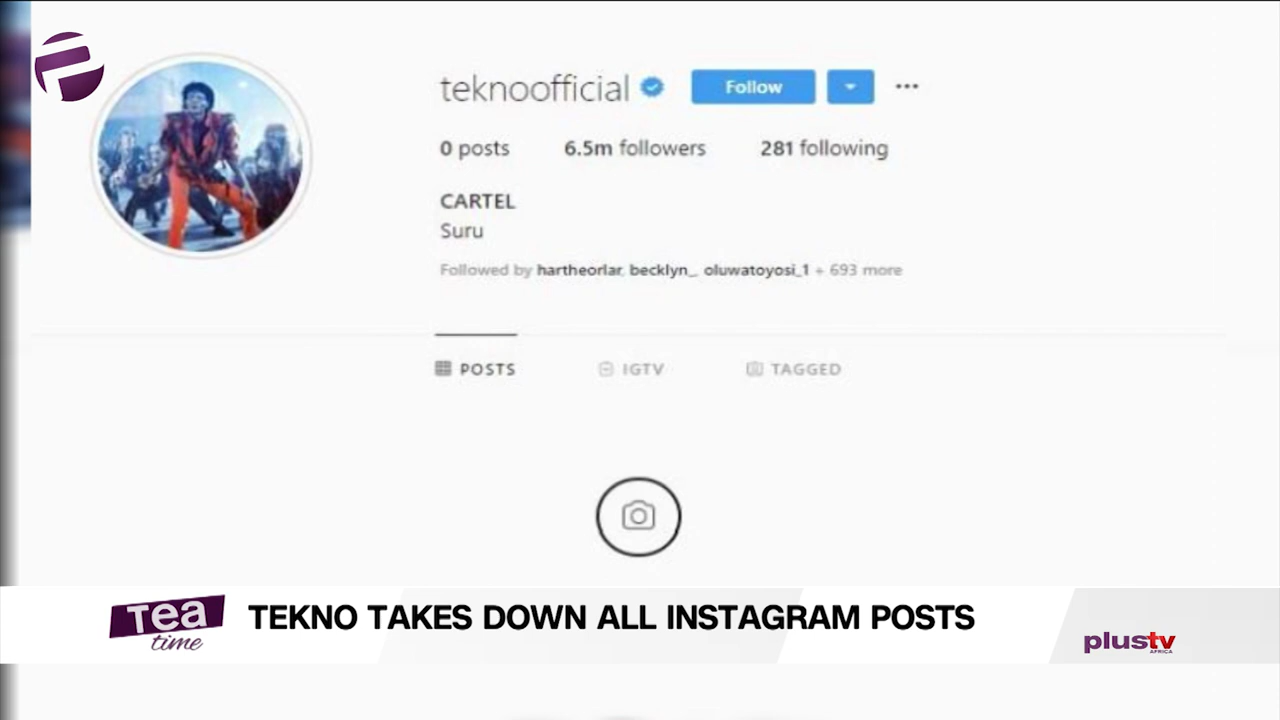 teknoofficial Follow
0 posts 6.5m followers 281 following
CARTEL
Suru
Followed by hartheorlar, becklyn_, oluwatoyosi_1 + 693 more
POSTS IGTV TAGGED
Tea
time
TEKNO TAKES DOWN ALL INSTAGRAM POSTS
plustv
AFRICA